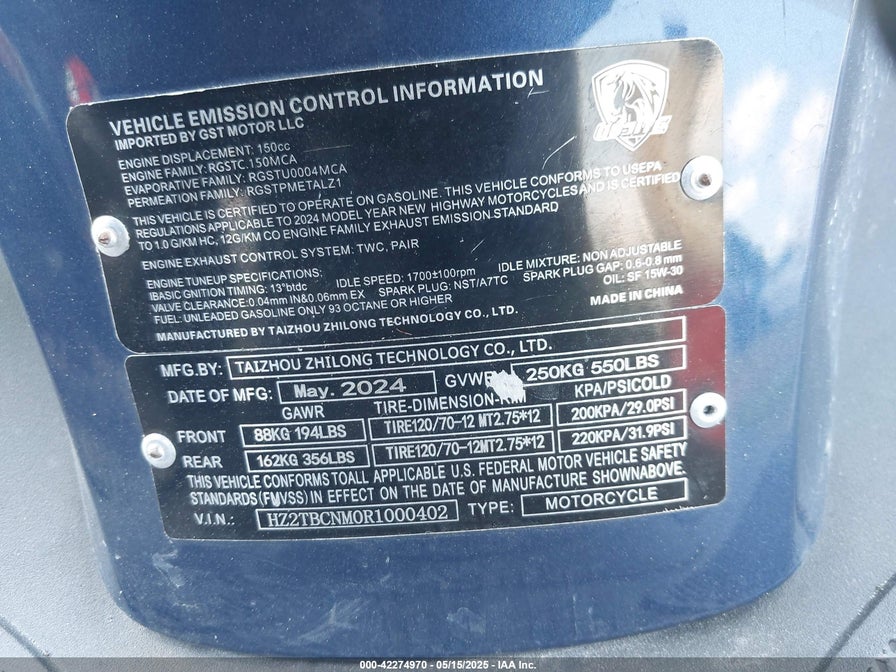 VEHICLE EMISSION CONTROL INFORMATION
IMPORTED BY GST MOTOR LLC
ENGINE DISPLACEMENT: 150cc
ENGINE FAMILY: RGSTC.150MCA
EVAPORATIVE FAMILY: RGSTU0004MCA
PERMEATION FAMILY: RGSTPMETALZ1
THIS VEHICLE IS CERTIFIED TO OPERATE ON GASOLINE. THIS VEHICLE CONFORMS TO USEPA
REGULATIONS APPLICABLE TO 2024 MODEL YEAR NEW HIGHWAY MOTORCYCLES AND IS CERTIFIED
TO 1.0 G/KM HC, 12G/KM CO ENGINE FAMILY EXHAUST EMISSION STANDARD
ENGINE EXHAUST CONTROL SYSTEM: TWC, PAIR
ENGINE TUNEUP SPECIFICATIONS:
IBASIC IGNITION TIMING: 13°btdc IDLE SPEED: 1700±100rpm IDLE MIXTURE: NON ADJUSTABLE
VALVE CLEARANCE: 0.04mm IN&0.06mm EX SPARK PLUG: NST/A7TC SPARK PLUG GAP: 0.6-0.8 mm
FUEL: UNLEADED GASOLINE ONLY 93 OCTANE OR HIGHER OIL: SF 15W-30
MANUFACTURED BY TAIZHOU ZHILONG TECHNOLOGY CO., LTD. MADE IN CHINA
MFG.BY: TAIZHOU ZHILONG TECHNOLOGY CO., LTD.
DATE OF MFG: May. 2024 GVW 250KG 550LBS
GAWR TIRE-DIMENSION- KPA/PSICOLD
FRONT 88KG 194LBS TIRE120/70-12 MT2.75*12 200KPA/29.0PSI
REAR 162KG 356LBS TIRE120/70-12MT2.75*12 220KPA/31.9PSI
THIS VEHICLE CONFORMS TOALL APPLICABLE U.S. FEDERAL MOTOR VEHICLE SAFETY
STANDARDS (FMVSS) IN EFFECT ON THE DATE OF MANUFACTURE SHOWNABOVE.
V.I.N.: HZ2TBCNM0R1000402 TYPE: MOTORCYCLE
000-42274970 — 05/15/2025 — IAA Inc.